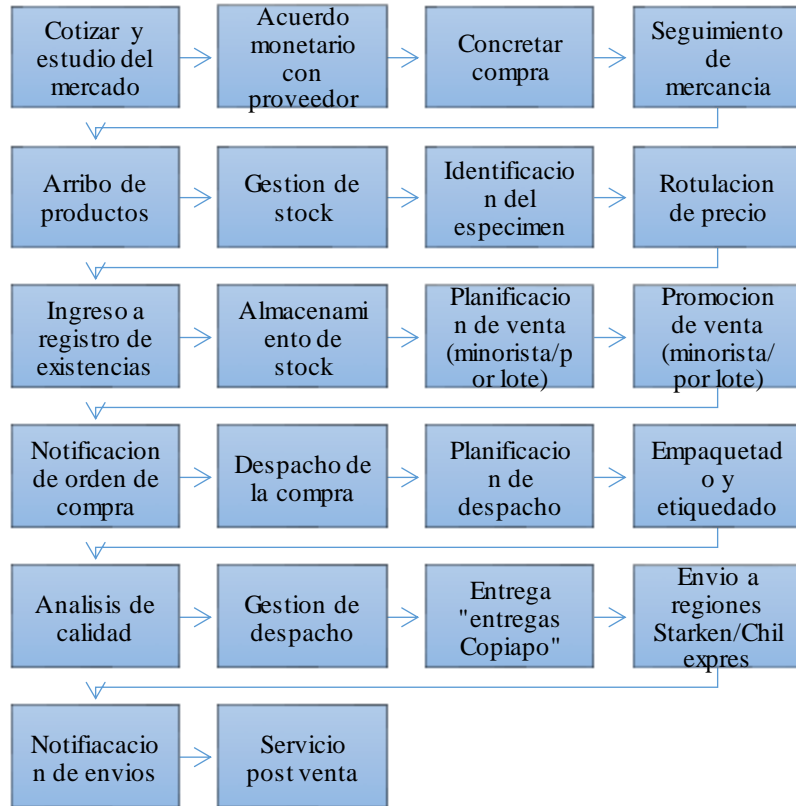 Cotizar y
estudio del
mercado
Acuerdo
monetario
con
proveedor
Concretar
compra
Seguimiento
de
mercancia
Arribo de
productos
Gestion de
stock
Identificacio
n del
especimen
Rotulacion
de precio
Ingreso a
registro de
existencias
Almacenami
ento de
stock
Planificacio
n de venta
(minorista/p
or lote)
Promocion
de venta
(minorista/
por lote)
Notificacion
de orden de
compra
Despacho de
la compra
Planificacio
n de
despacho
Empaquetad
o y
etiquedado
Analisis de
calidad
Gestion de
despacho
Entrega
"entregas
Copiapo"
Envio a
regiones
Starken/Chil
expres
Notifiacacio
n de envios
Servicio
post venta